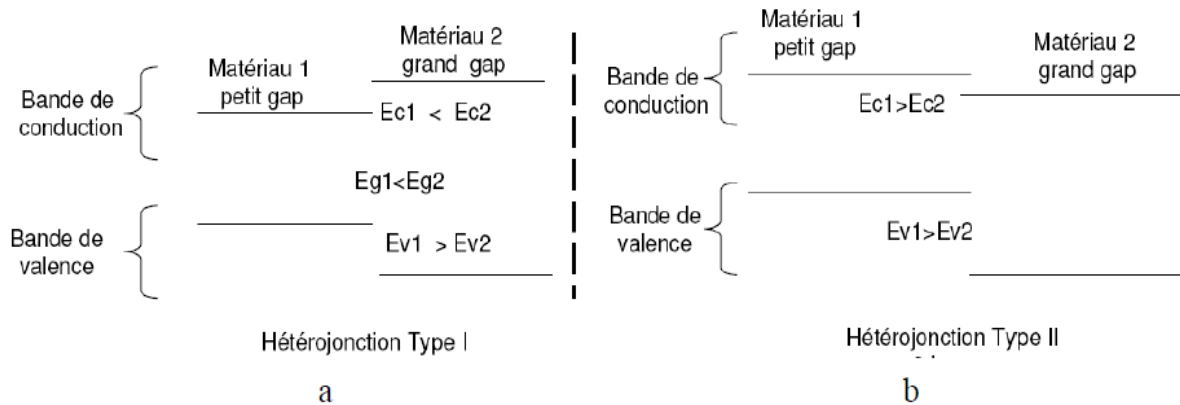 Matériau 1
petit gap
Matériau 2
grand gap
Bande de
conduction
Ec1 < Ec2
Eg1<Eg2
Bande de
valence
Ev1 > Ev2
Hétérojonction Type I
a
Matériau 1
petit gap
Matériau 2
grand gap
Bande de
conduction
Ec1>Ec2
Bande de
valence
Ev1>Ev2
Hétérojonction Type II
b